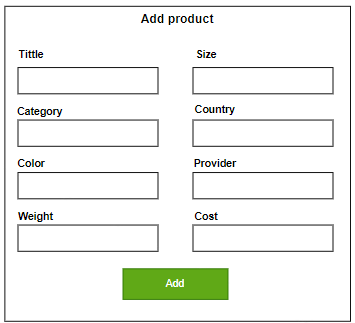 Add product
Tittle
Size
Category
Country
Color
Provider
Weight
Cost
Add